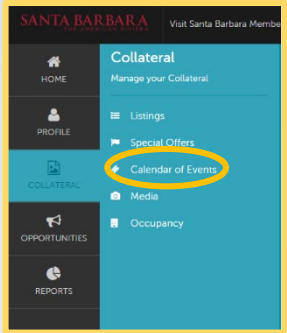 SANTA BARBARA
THE AMERICAN RIVIERA
Visit Santa Barbara Membe
HOME
PROFILE
COLLATERAL
OPPORTUNITIES
REPORTS
Collateral
Manage your Collateral
Listings
Special Offers
Calendar of Events
Media
Occupancy